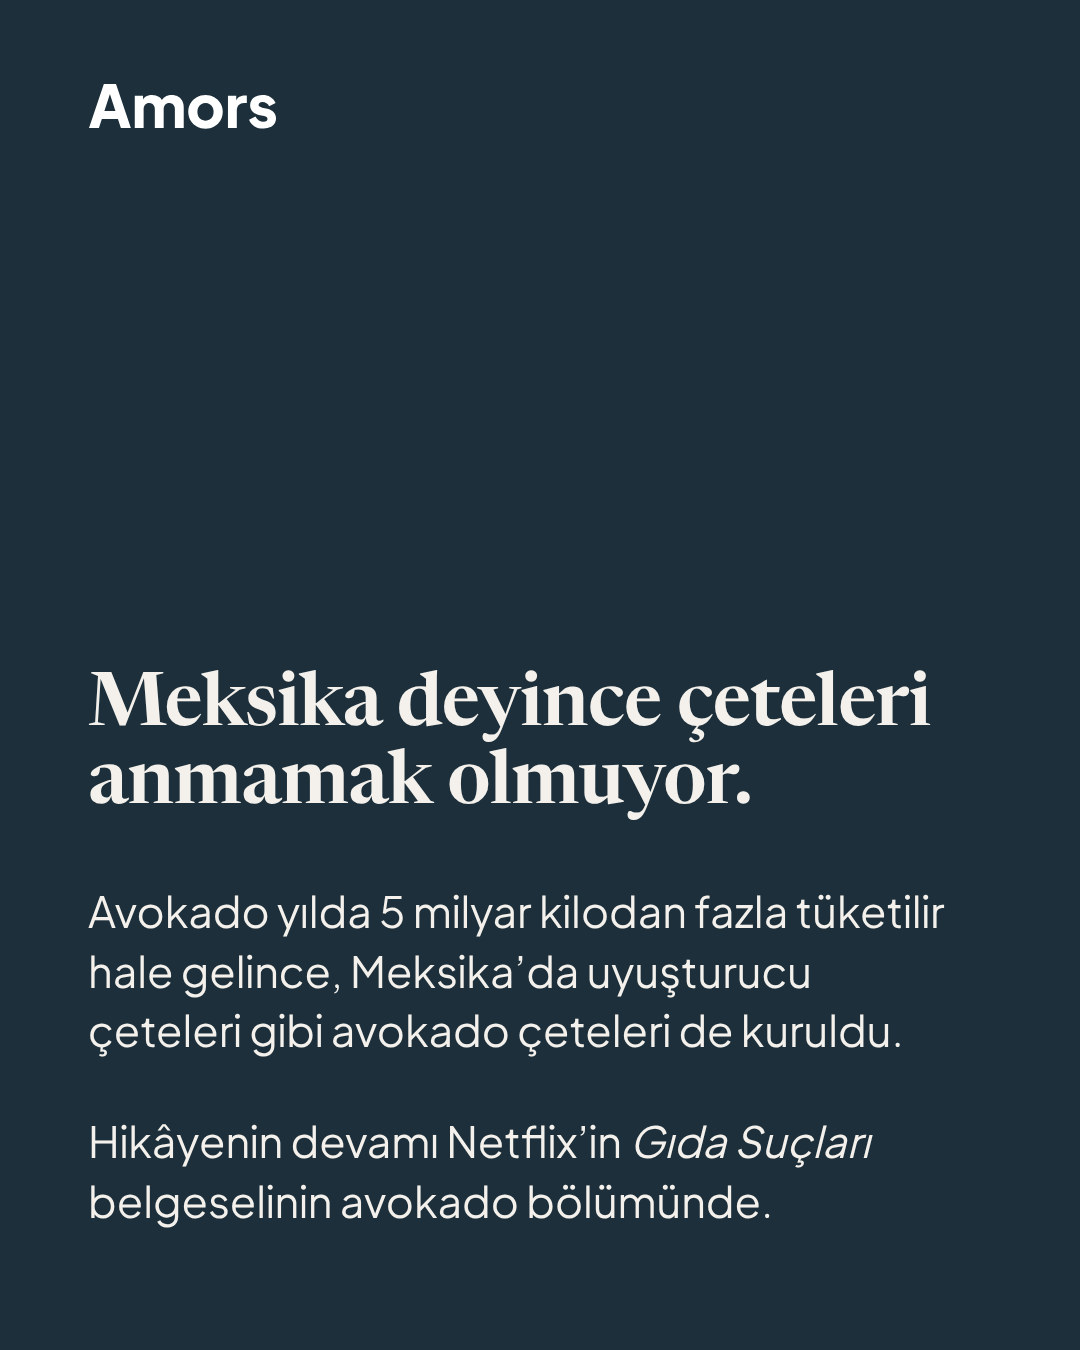 Amors
Meksika deyince çeteleri
anmamak olmuyor.
Avokado yılda 5 milyar kilodan fazla tüketilir
hale gelince, Meksika’da uyuşturucu
çeteleri gibi avokado çeteleri de kuruldu.
Hikâyenin devamı Netflix’in Gıda Suçları
belgeselinin avokado bölümünde.